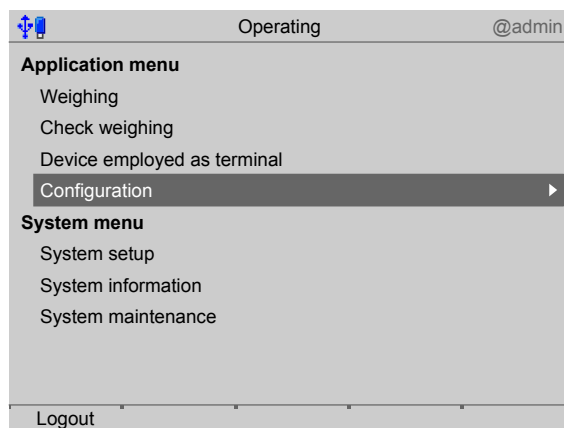 Operating @admin
Application menu
Weighing
Check weighing
Device employed as terminal
Configuration
System menu
System setup
System information
System maintenance
Logout